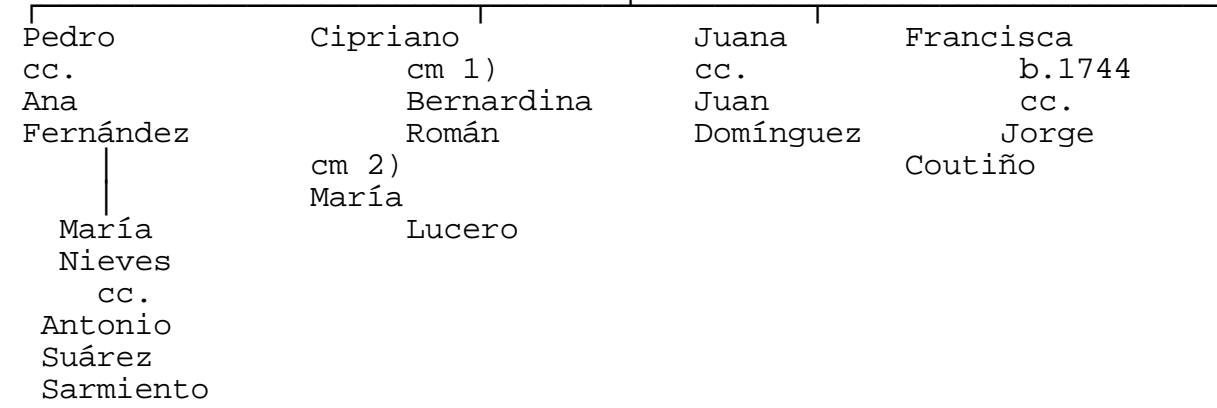 Pedro Cipriano Juana Francisca
cc. cm 1) cc. b.1744
Ana Bernardina Juan cc.
Fernández Román Domínguez Jorge
cm 2) Coutiño
María
María Lucero
Nieves
cc.
Antonio
Suárez
Sarmiento